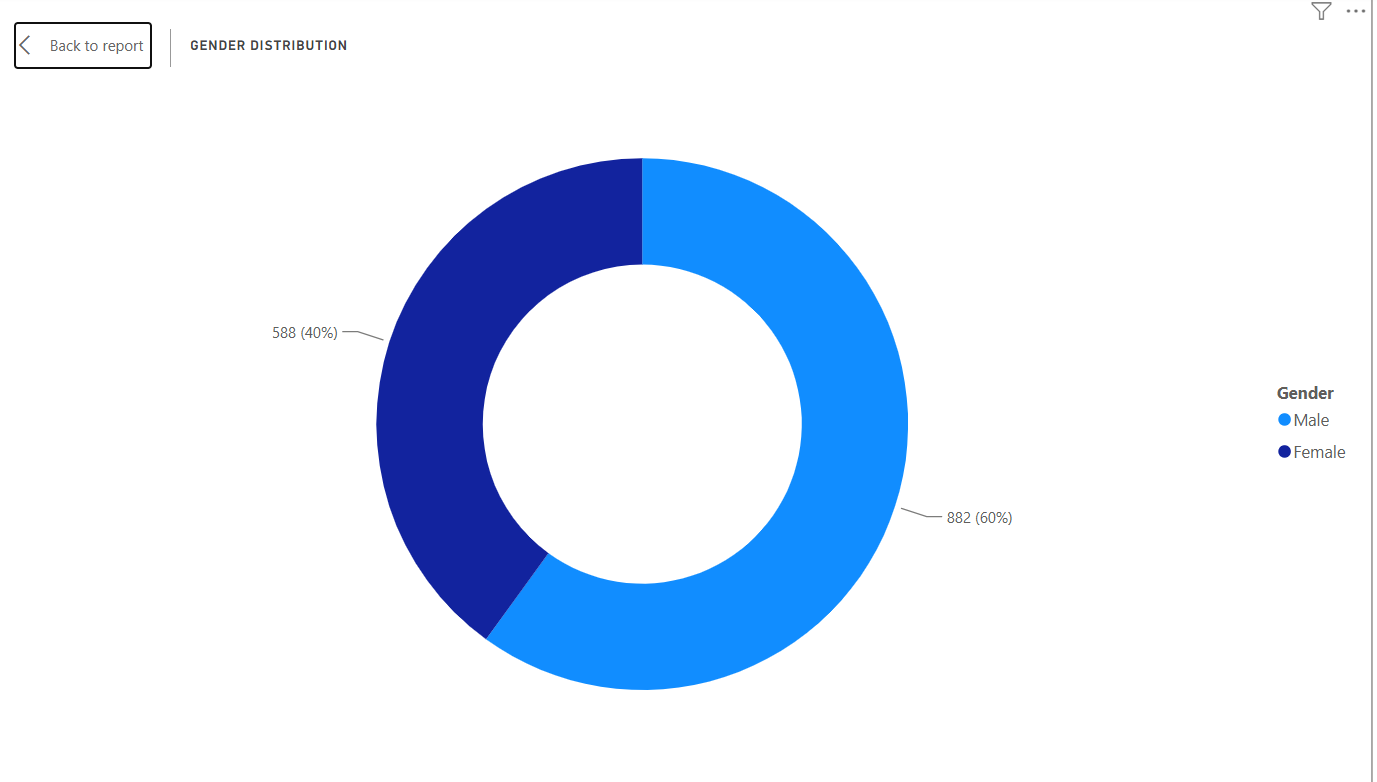 Back to report
GENDER DISTRIBUTION
588 (40%)
882 (60%)
Gender
Male
Female